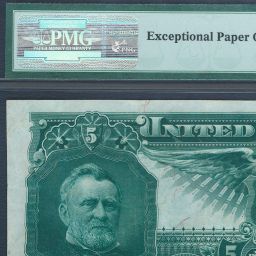 PMG
PAPER MONEY GUARANTY
Exceptional Paper
5
UNITED
5